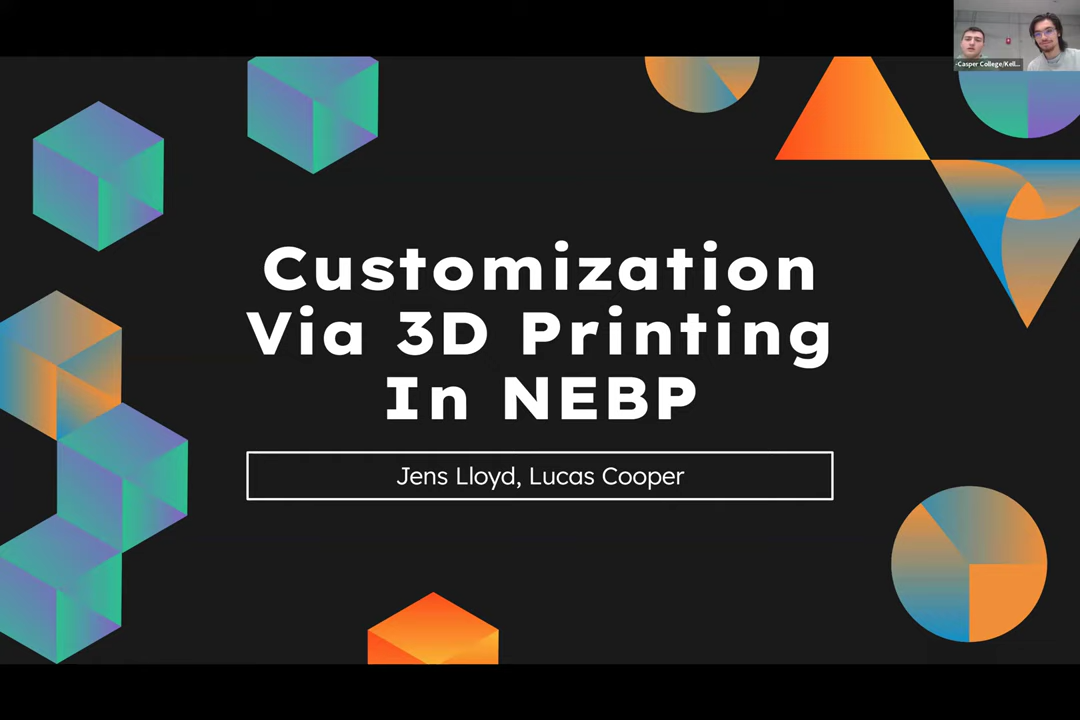 -Casper College/Kell...
Customization
Via 3D Printing
In NEBP
Jens Lloyd, Lucas Cooper